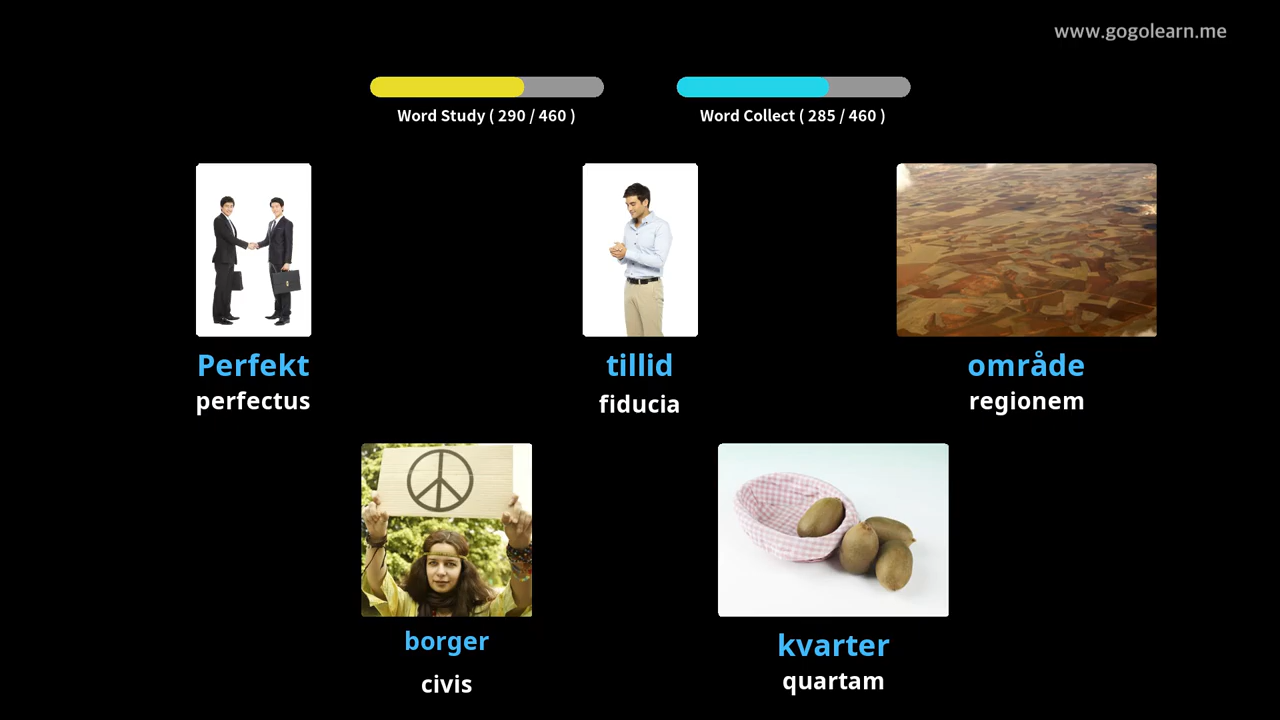 www.gogolearn.me
Word Study ( 290 / 460 )
Word Collect ( 285 / 460 )
Perfekt
perfectus
tillid
fiducia
område
regionem
borger
civis
kvarter
quartam